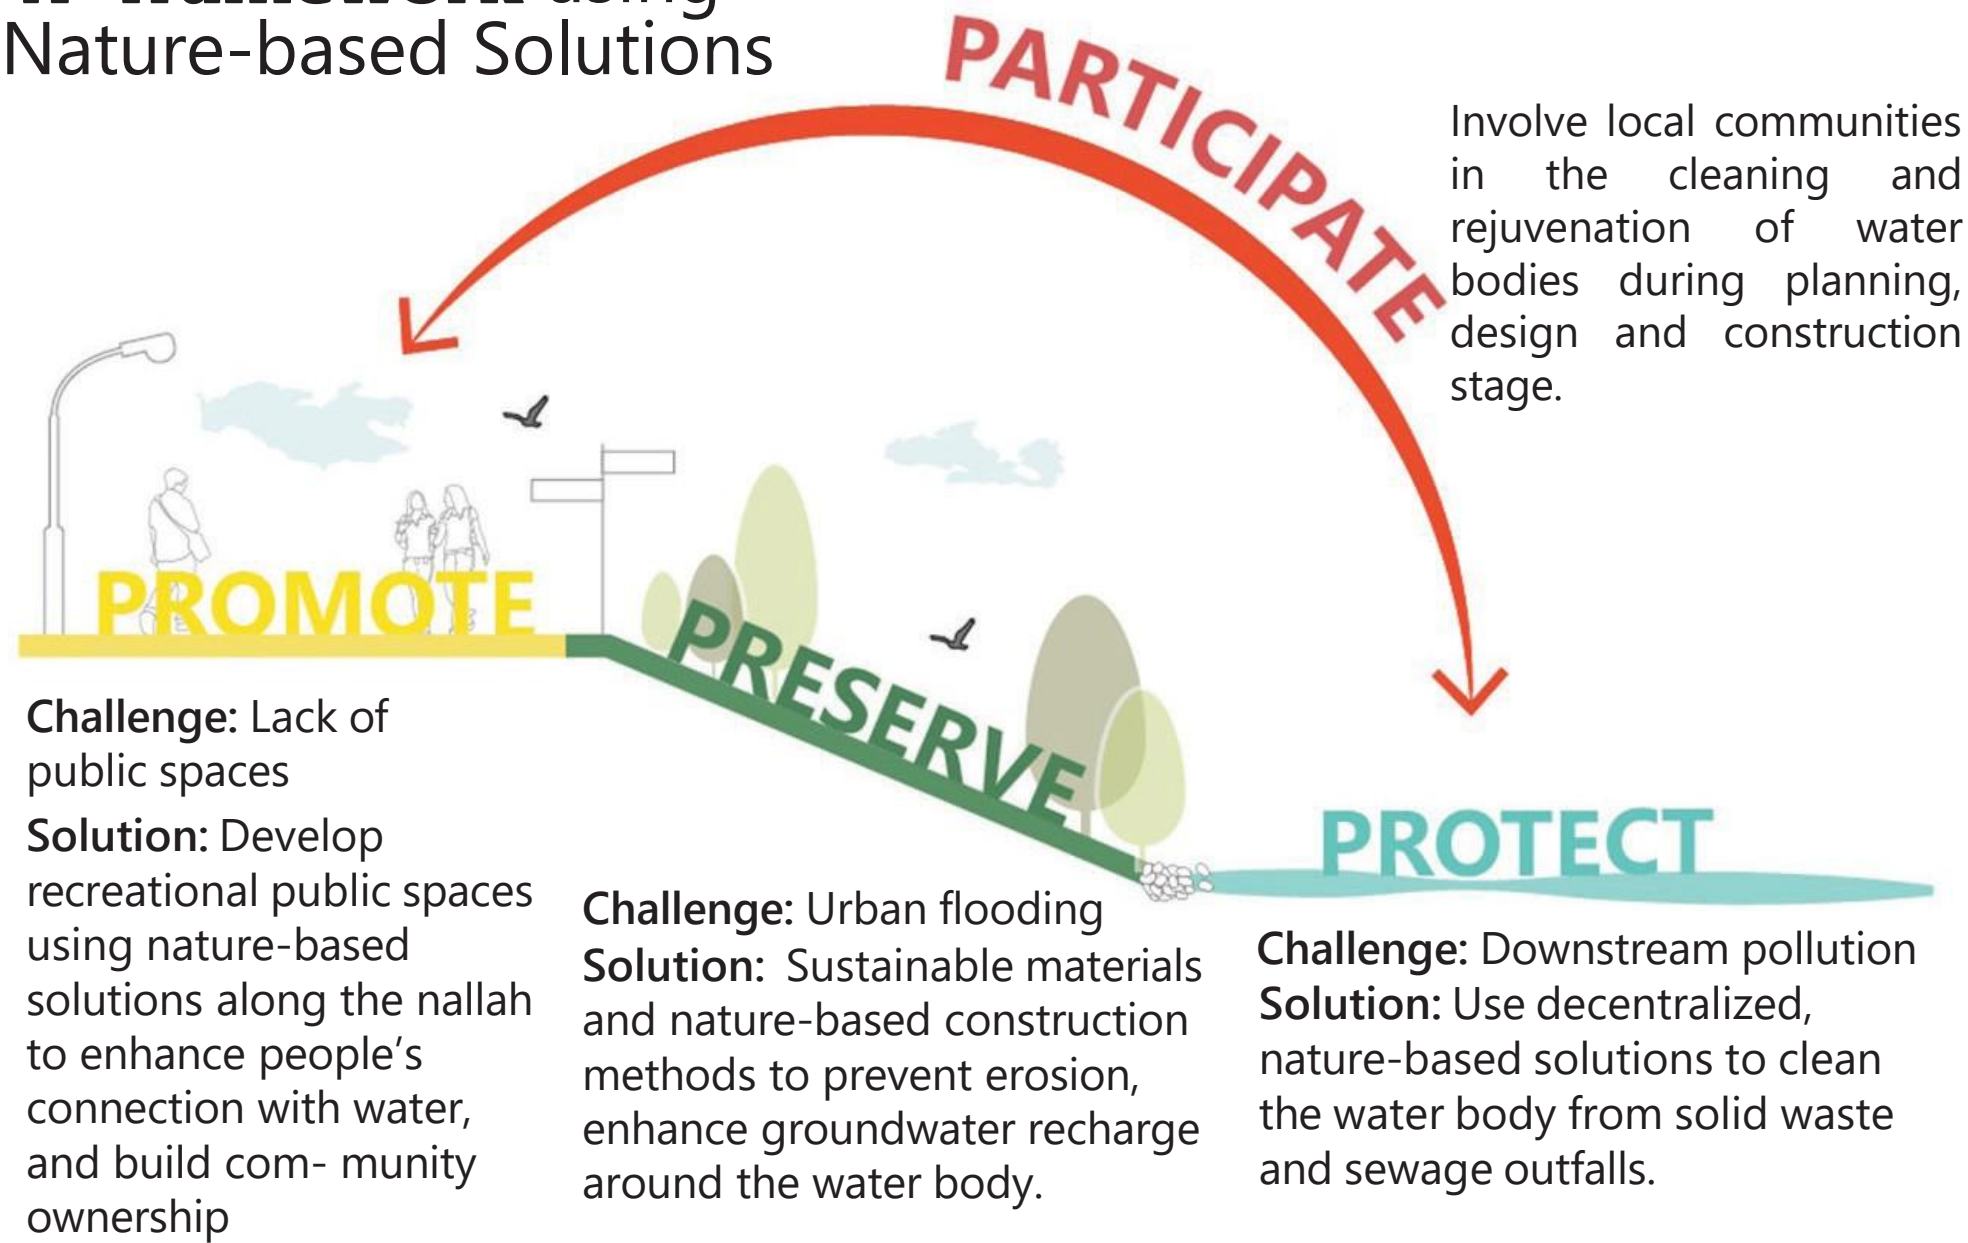 framework using
Nature-based Solutions
PARTICIPATE
Involve local communities
in the cleaning and
rejuvenation of water
bodies during planning,
design and construction
stage.
PROMOTE
Challenge: Lack of
public spaces
Solution: Develop
recreational public spaces
using nature-based
solutions along the nallah
to enhance people’s
connection with water,
and build com- munity
ownership
PRESERVE
Challenge: Urban flooding
Solution: Sustainable materials
and nature-based construction
methods to prevent erosion,
enhance groundwater recharge
around the water body.
PROTECT
Challenge: Downstream pollution
Solution: Use decentralized,
nature-based solutions to clean
the water body from solid waste
and sewage outfalls.